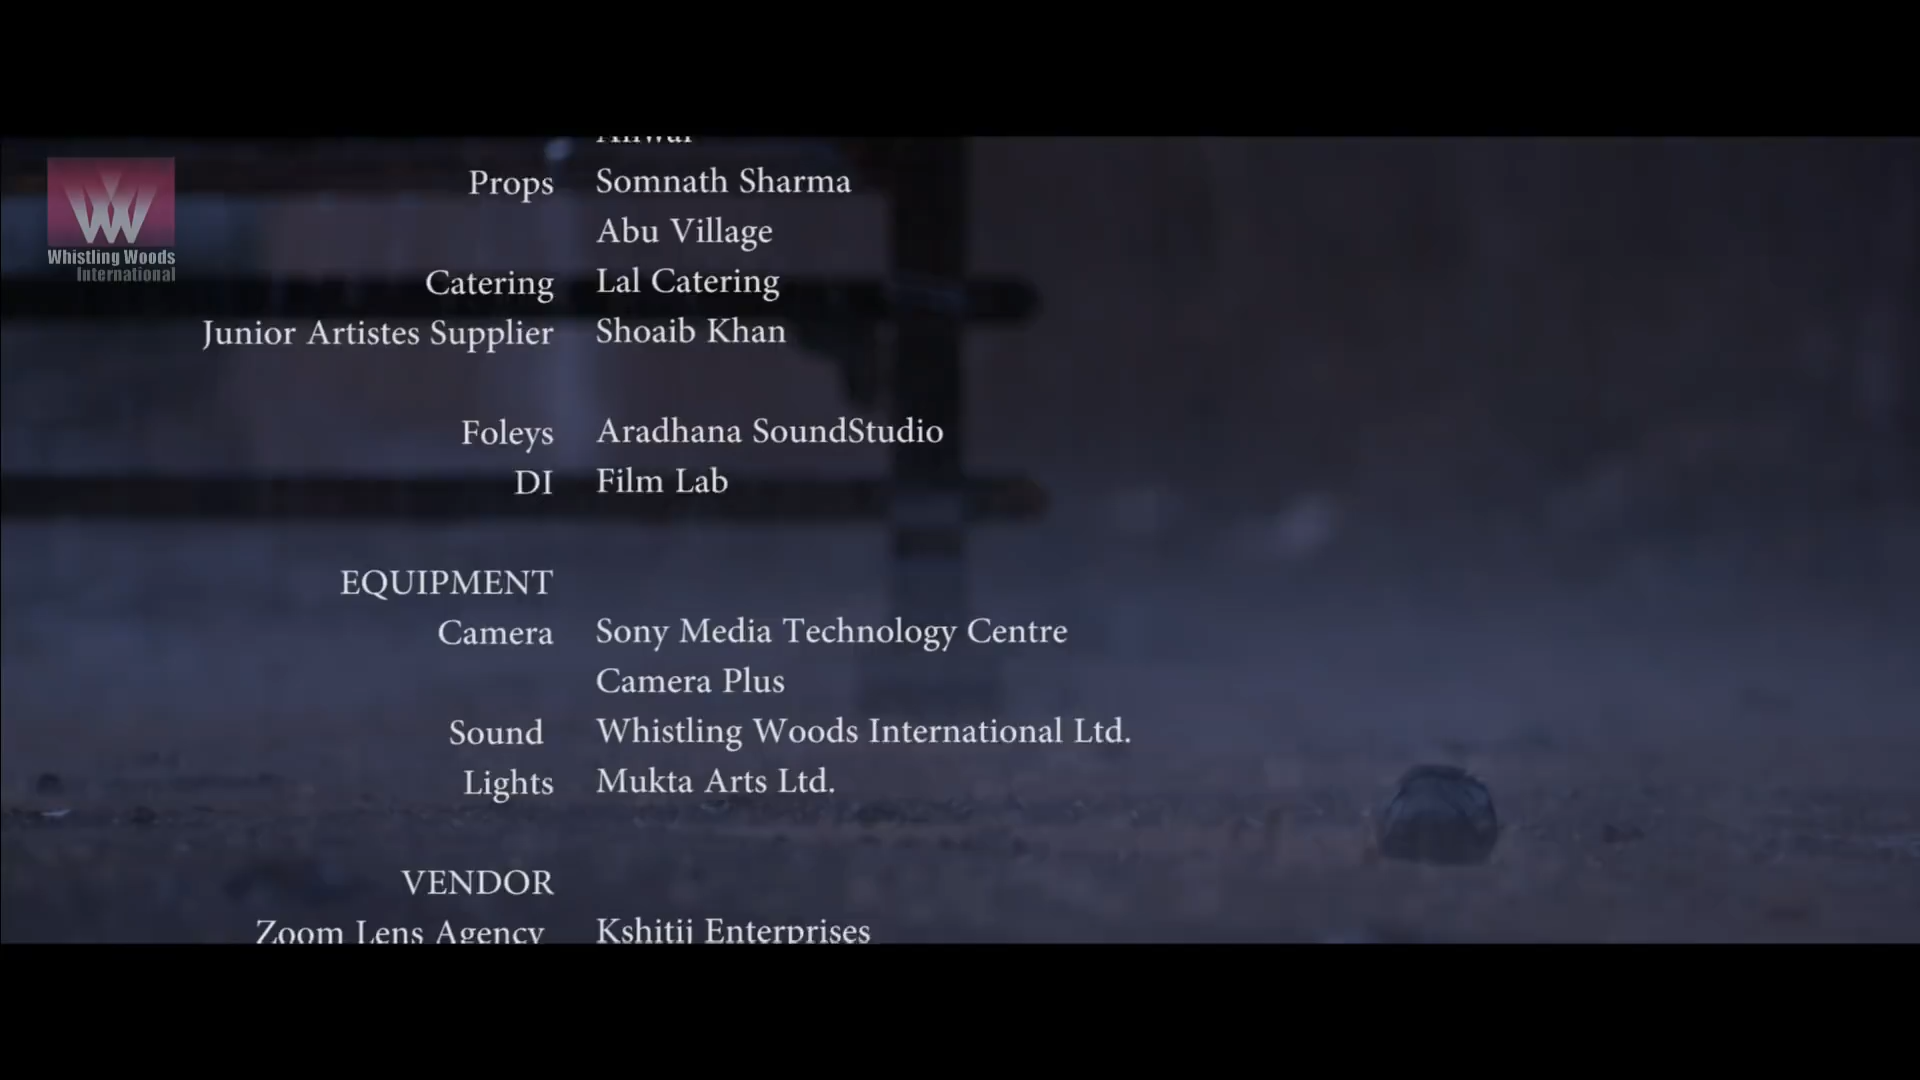 Anwar
Props Somnath Sharma
Abu Village
Whistling Woods
International
Catering Lal Catering
Junior Artistes Supplier Shoaib Khan
Foleys Aradhana SoundStudio
DI Film Lab
EQUIPMENT
Camera Sony Media Technology Centre
Camera Plus
Sound Whistling Woods International Ltd.
Lights Mukta Arts Ltd.
VENDOR
Zoom Lens Agency Kshitij Enterprises